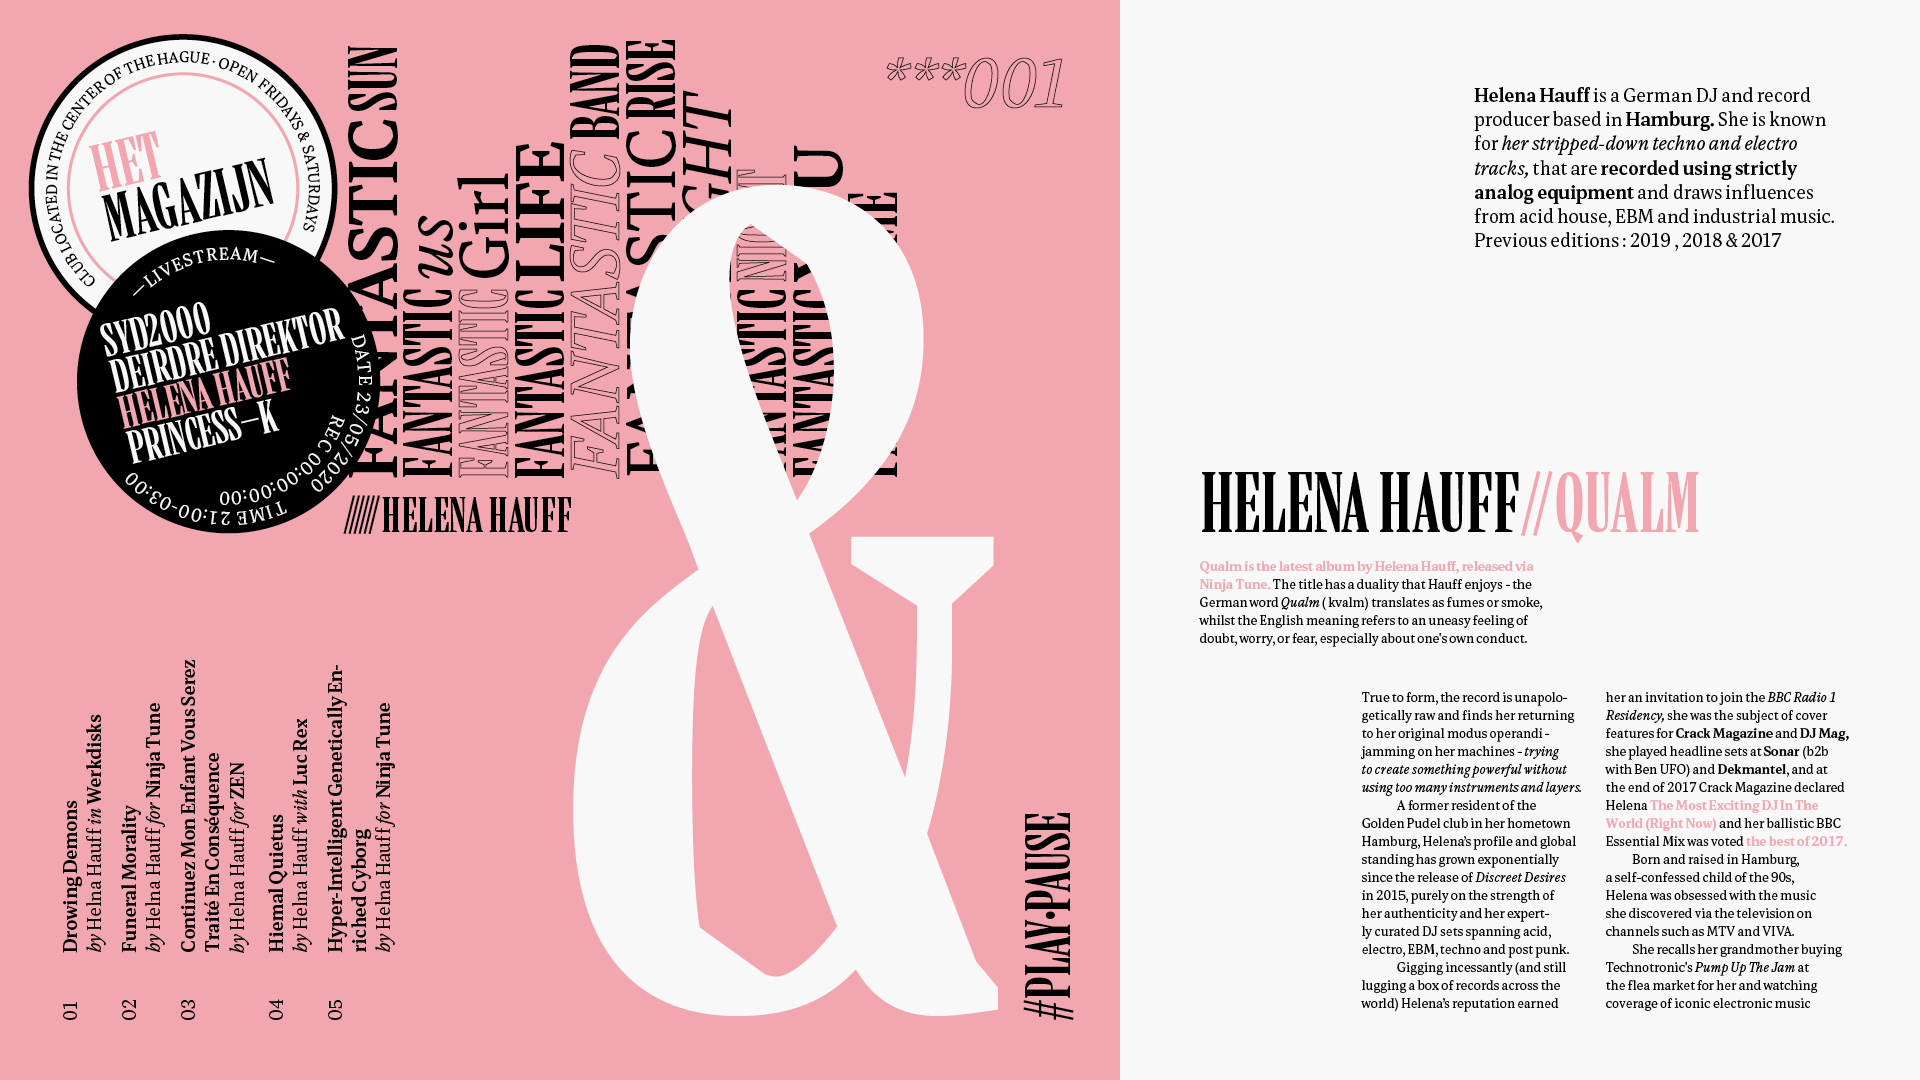 CLUB LOCATED IN THE CENTER OF THE HAGUE · OPEN FRIDAYS & SATURDAYS
HET
MAGAZIJN
—LIVESTREAM—
SYD2000
DEIRDRE DIREKTOR
HELENA HAUFF
PRINCESS—K
DATE 23/05/2020
REC 00:00:00:00
TIME 21:00-03:00
FANTASTIC SUN
FANTASTIC us
FANTASTIC Girl
FANTASTIC LIFE
FANTASTIC BAND
FANTASTIC RISE
FANTASTIC NIGHT
FANTASTIC
//////HELENA HAUFF
***001
&
01 Drowing Demons
by Helna Hauff in Werkdisks
02 Funeral Morality
by Helna Hauff for Ninja Tune
03 Continuez Mon Enfant Vous Serez
Traité En Conséquence
by Helna Hauff for ZEN
04 Hiemal Quietus
by Helna Hauff with Luc Rex
05 Hyper-Intelligent Genetically En-
riched Cyborg
by Helna Hauff for Ninja Tune
#PLAY·PAUSE
Helena Hauff is a German DJ and record
producer based in Hamburg. She is known
for her stripped-down techno and electro
tracks, that are recorded using strictly
analog equipment and draws influences
from acid house, EBM and industrial music.
Previous editions : 2019 , 2018 & 2017
HELENA HAUFF//QUALM
Qualm is the latest album by Helena Hauff, released via
Ninja Tune. The title has a duality that Hauff enjoys - the
German word Qualm ( kvalm) translates as fumes or smoke,
whilst the English meaning refers to an uneasy feeling of
doubt, worry, or fear, especially about one's own conduct.
True to form, the record is unapolo-
getically raw and finds her returning
to her original modus operandi -
jamming on her machines - trying
to create something powerful without
using too many instruments and layers.
A former resident of the
Golden Pudel club in her hometown
Hamburg, Helena's profile and global
standing has grown exponentially
since the release of Discreet Desires
in 2015, purely on the strength of
her authenticity and her expert-
ly curated DJ sets spanning acid,
electro, EBM, techno and post punk.
Gigging incessantly (and still
lugging a box of records across the
world) Helena's reputation earned
her an invitation to join the BBC Radio 1
Residency, she was the subject of cover
features for Crack Magazine and DJ Mag,
she played headline sets at Sonar (b2b
with Ben UFO) and Dekmantel, and at
the end of 2017 Crack Magazine declared
Helena The Most Exciting DJ In The
World (Right Now) and her ballistic BBC
Essential Mix was voted the best of 2017.
Born and raised in Hamburg,
a self-confessed child of the 90s,
Helena was obsessed with the music
she discovered via the television on
channels such as MTV and VIVA.
She recalls her grandmother buying
Technotronic's Pump Up The Jam at
the flea market for her and watching
coverage of iconic electronic music